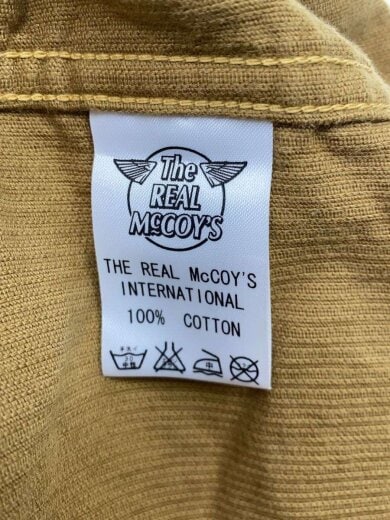 The
REAL
McCOY'S
THE REAL McCOY'S
INTERNATIONAL
100% COTTON